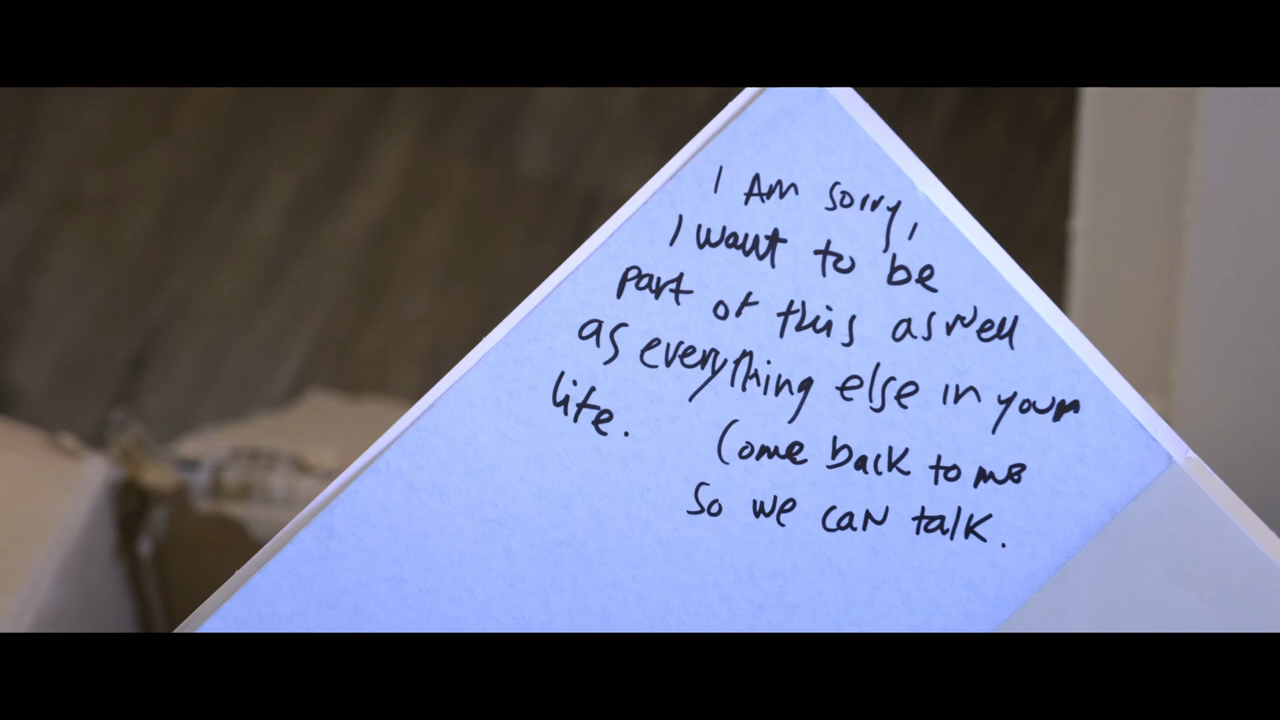 I Am sorry,
I want to be
part of this aswell
as everything else in your
life. Come back to me
So we can talk.